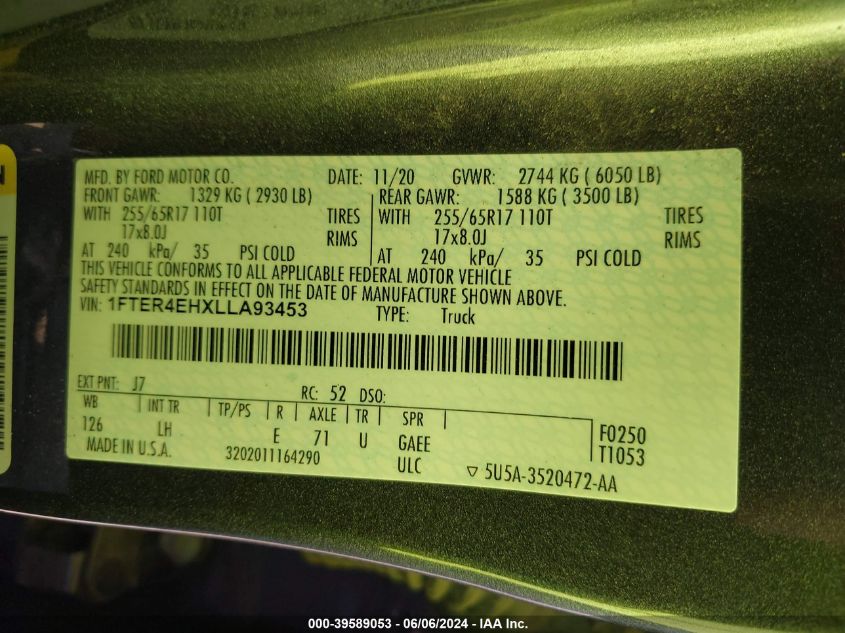 N
MFD. BY FORD MOTOR CO. DATE: 11/20 GVWR: 2744 KG ( 6050 LB)
FRONT GAWR: 1329 KG ( 2930 LB) REAR GAWR: 1588 KG ( 3500 LB)
WITH 255/65R17 110T TIRES WITH 255/65R17 110T TIRES
17x8.0J RIMS 17x8.0J RIMS
AT 240 kPa/ 35 PSI COLD AT 240 kPa/ 35 PSI COLD
THIS VEHICLE CONFORMS TO ALL APPLICABLE FEDERAL MOTOR VEHICLE
SAFETY STANDARDS IN EFFECT ON THE DATE OF MANUFACTURE SHOWN ABOVE.
VIN: 1FTER4EHXLLA93453 TYPE: Truck
EXT PNT: J7 RC: 52 DSO:
WB INT TR TP/PS R AXLE TR SPR
126 LH E 71 U GAEE F0250
MADE IN U.S.A. 3202011164290 ULC T1053
▽ 5U5A-3520472-AA
000-39589053 - 06/06/2024 - IAA Inc.